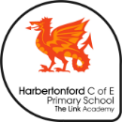 Harbertonford C of E
Primary School
The Link Academy